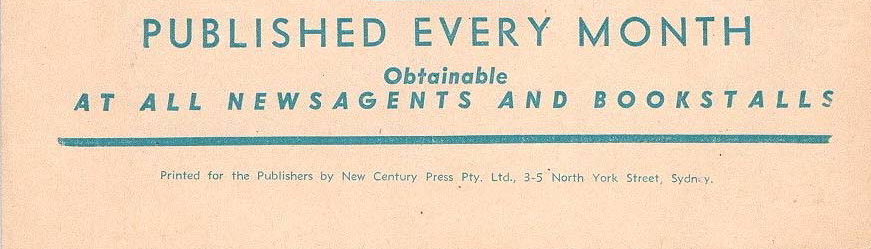 PUBLISHED EVERY MONTH
Obtainable
AT ALL NEWSAGENTS AND BOOKSTALLS
Printed for the Publishers by New Century Press Pty. Ltd., 3-5 North York Street, Sydney.